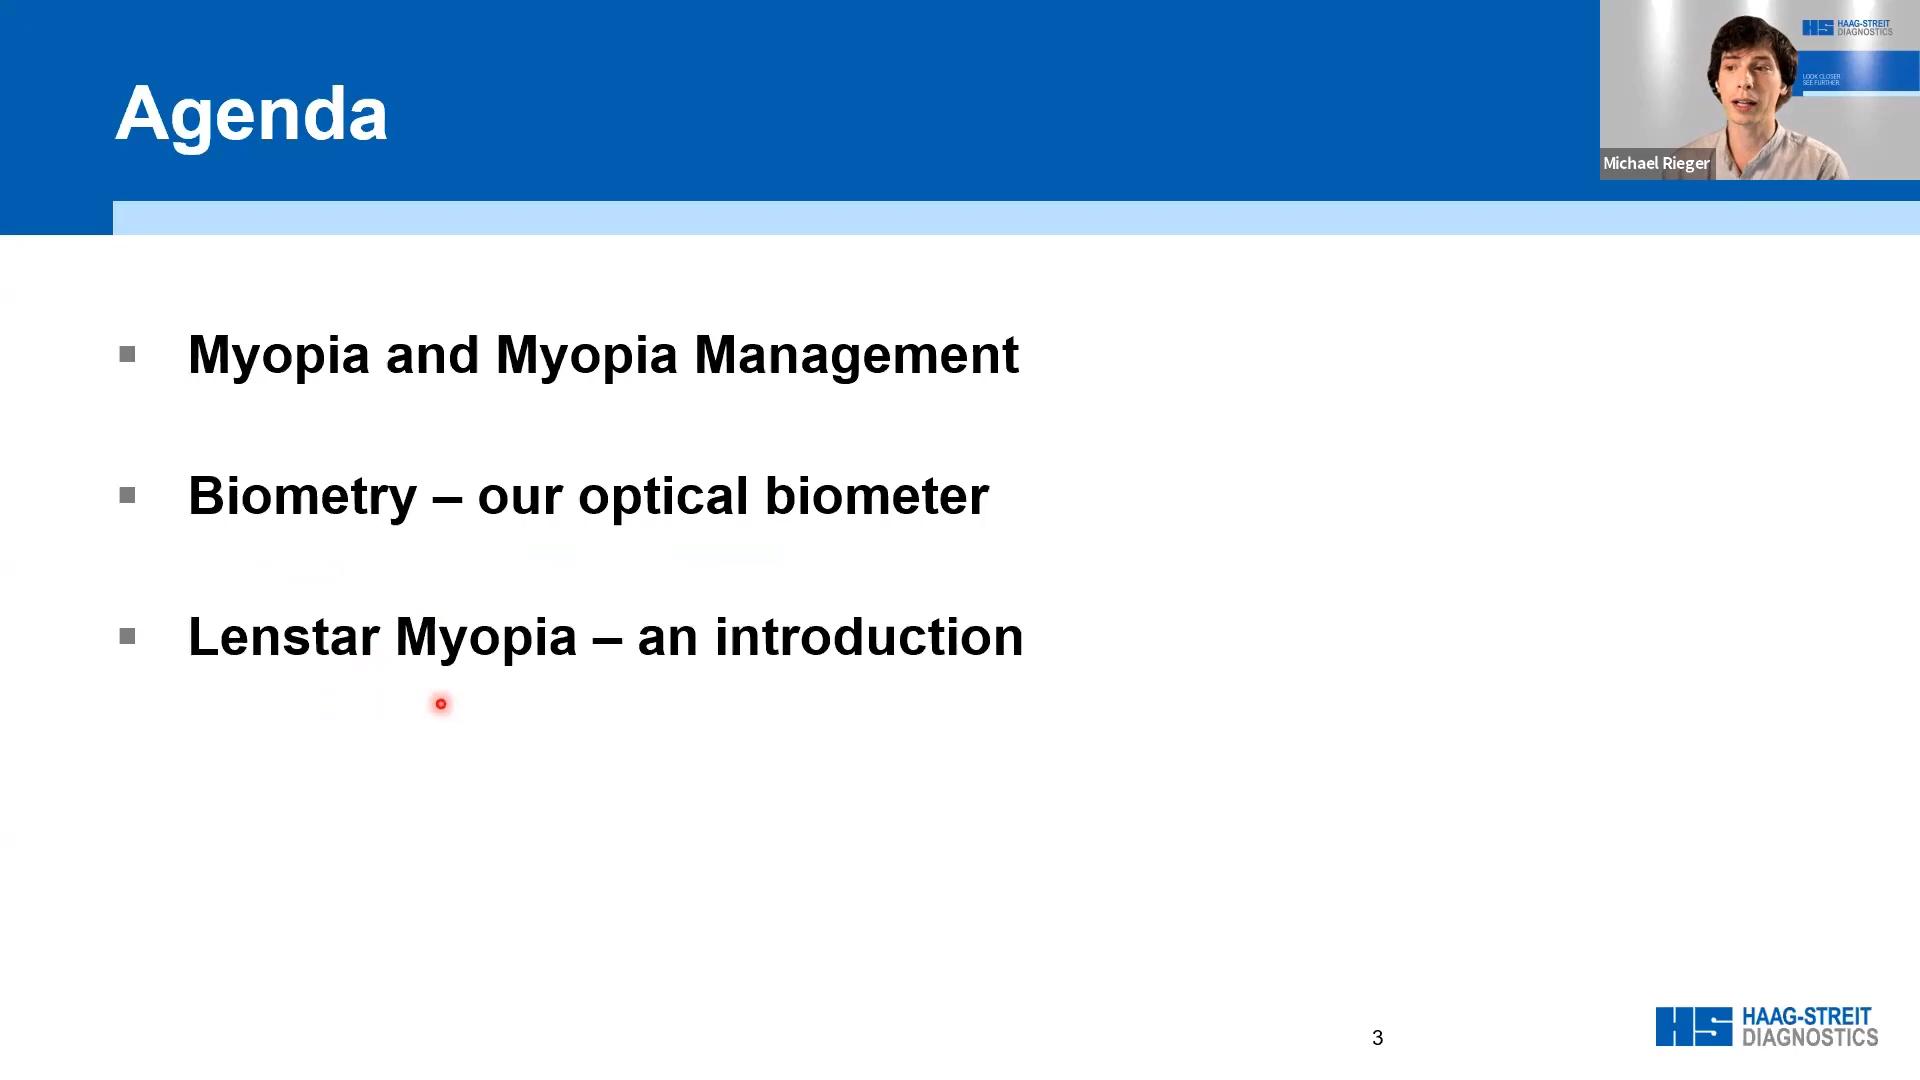 Agenda
HAAG-STREIT
DIAGNOSTICS
LOOK CLOSER
SEE FURTHER
Michael Rieger
Myopia and Myopia Management
Biometry – our optical biometer
Lenstar Myopia – an introduction
3
HS HAAG-STREIT
DIAGNOSTICS